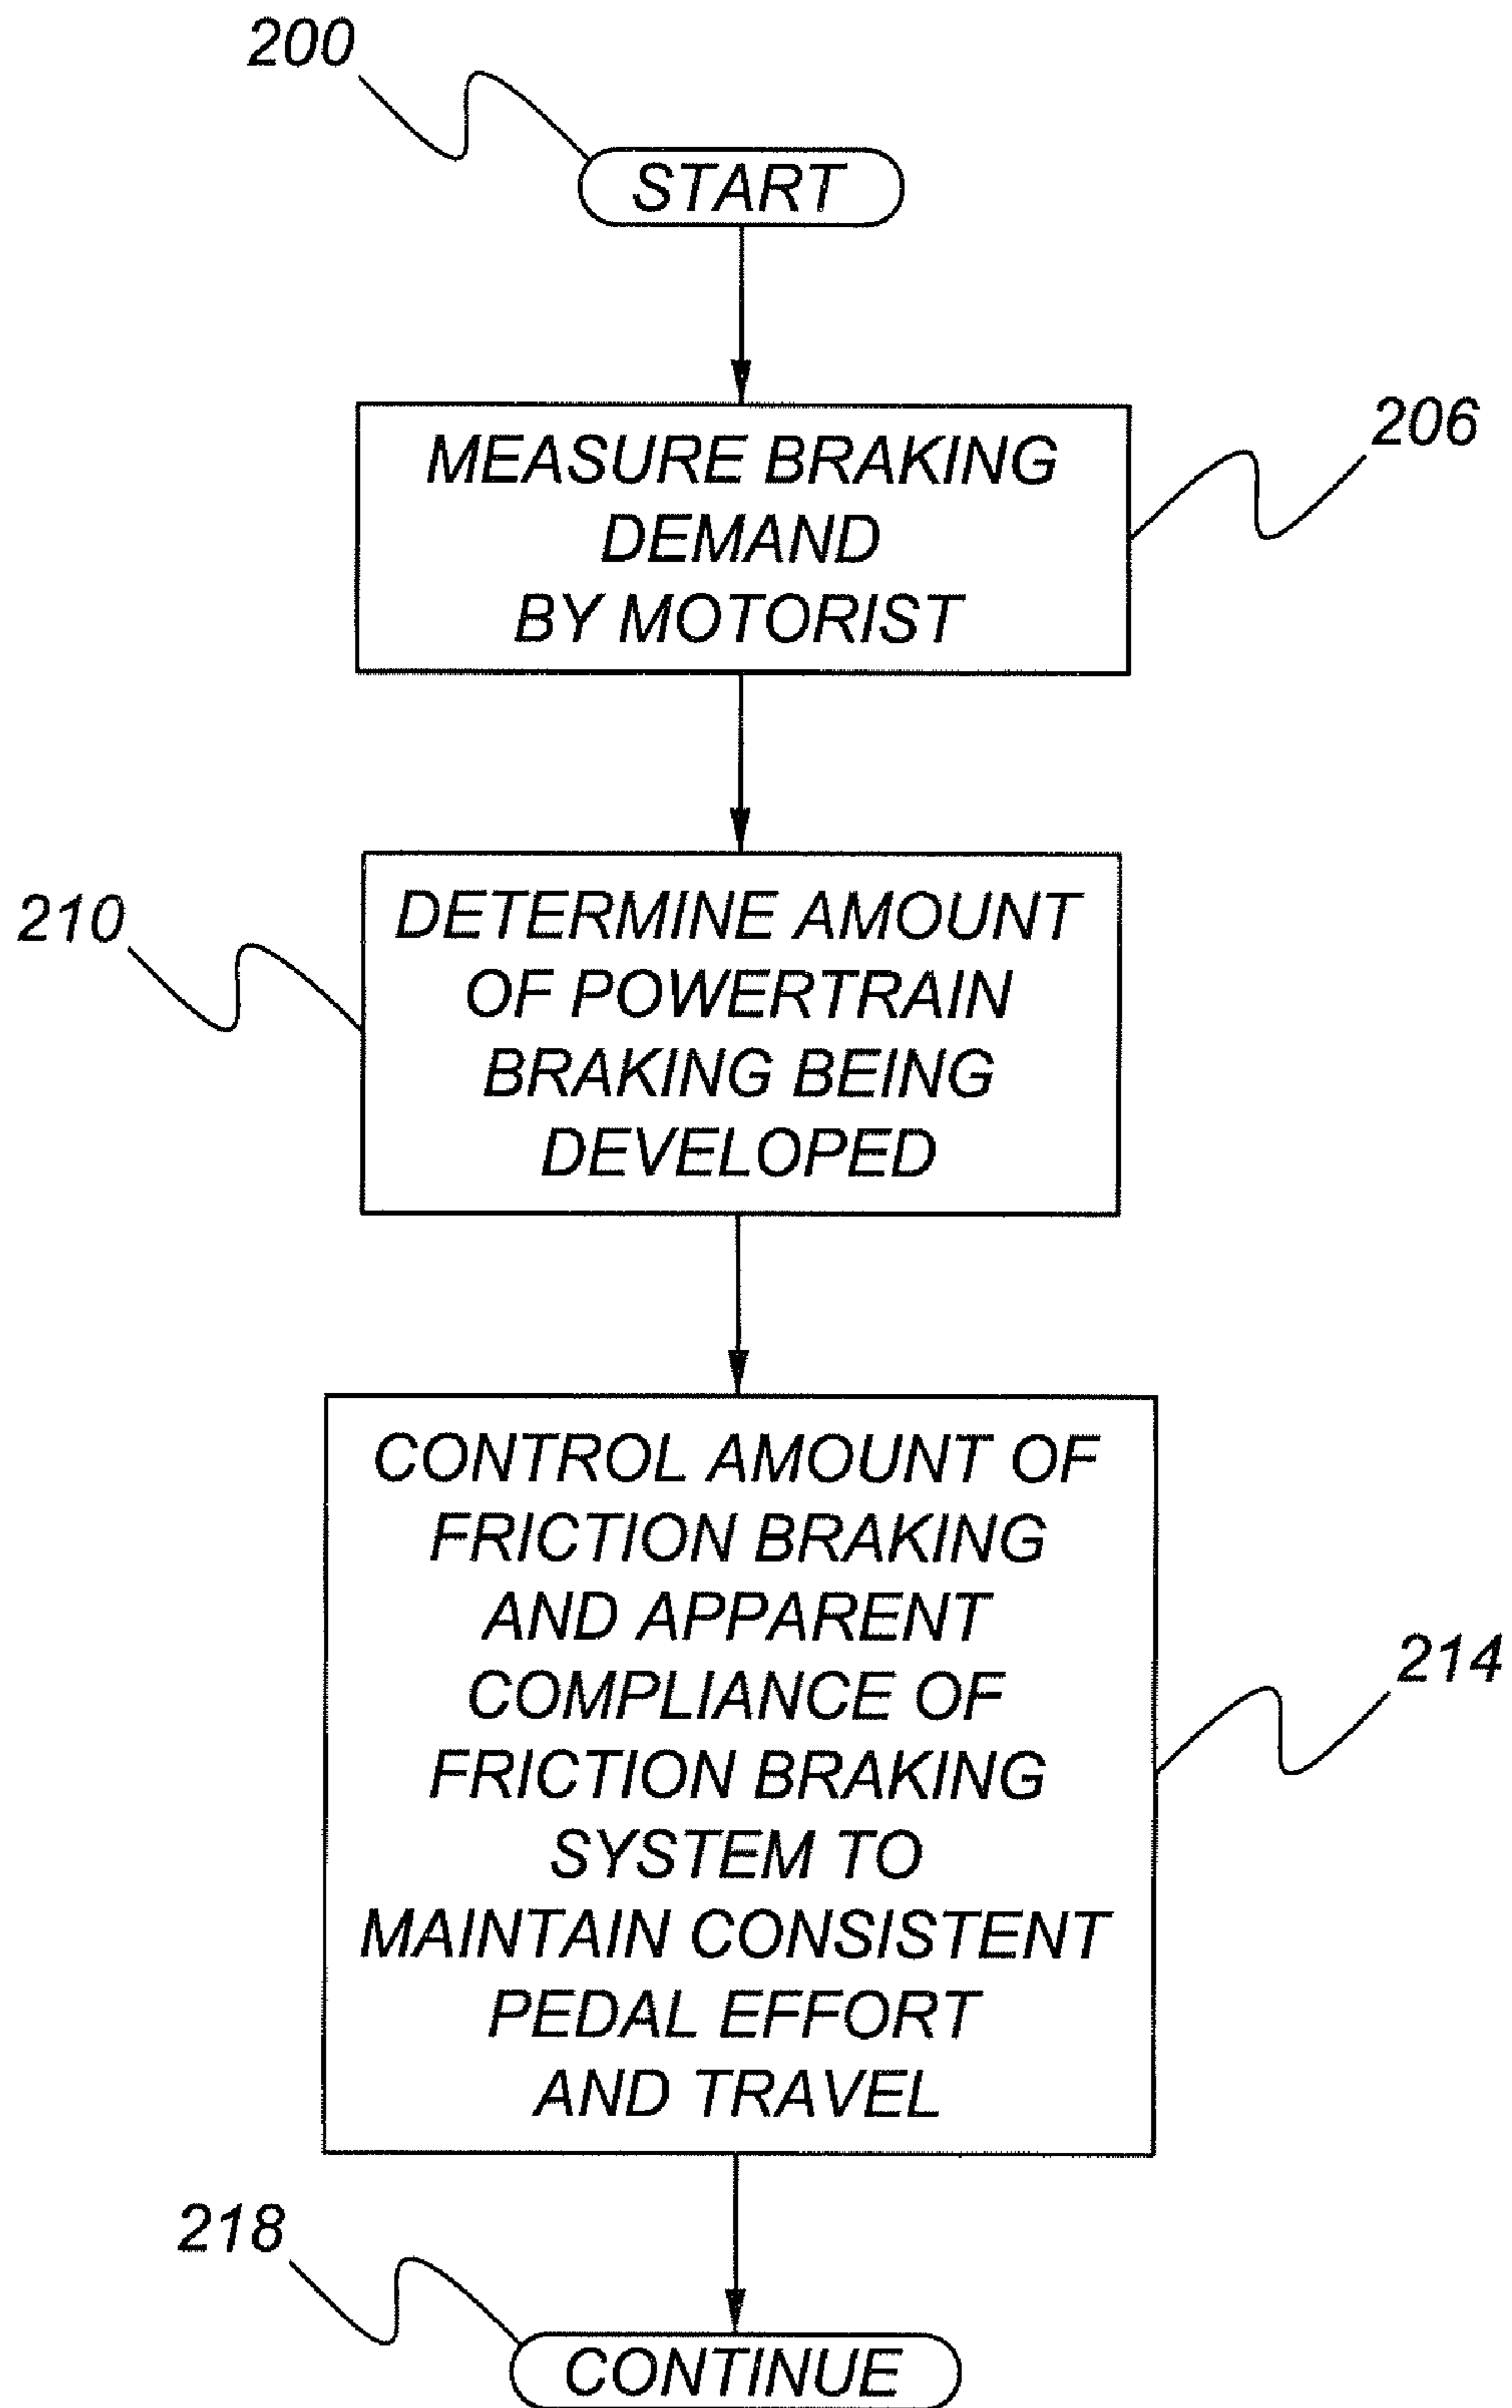 200
START
MEASURE BRAKING
DEMAND
BY MOTORIST
206
210
DETERMINE AMOUNT
OF POWERTRAIN
BRAKING BEING
DEVELOPED
CONTROL AMOUNT OF
FRICTION BRAKING
AND APPARENT
COMPLIANCE OF
FRICTION BRAKING
SYSTEM TO
MAINTAIN CONSISTENT
PEDAL EFFORT
AND TRAVEL
214
218
CONTINUE